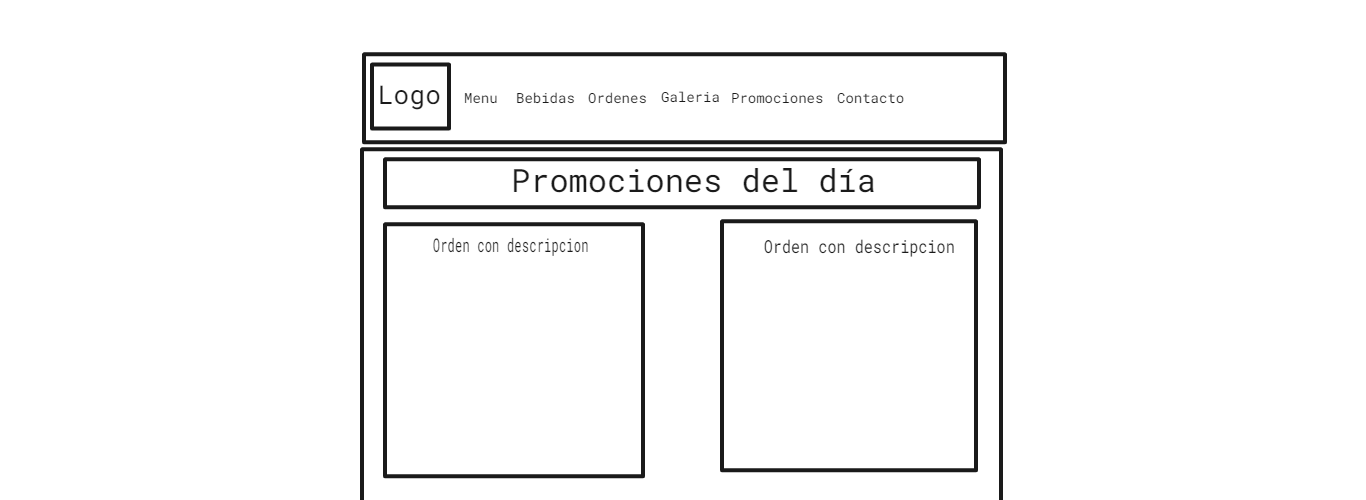 Logo Menu Bebidas Ordenes Galeria Promociones Contacto
Promociones del día
Orden con descripcion
Orden con descripcion